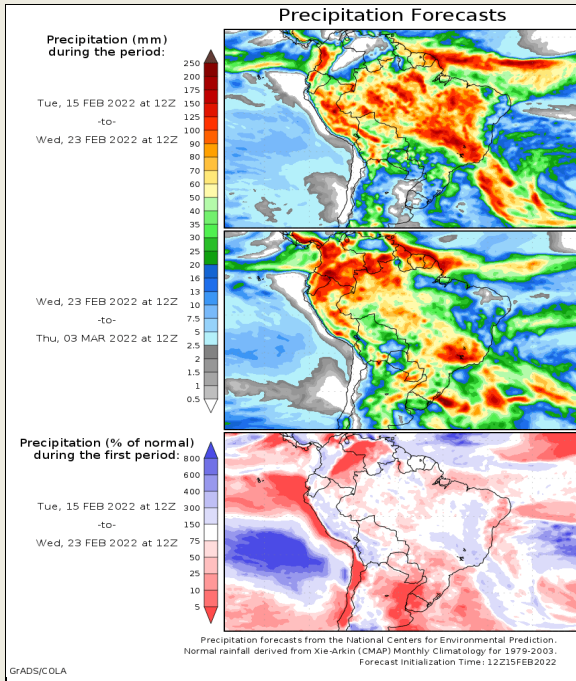 Precipitation Forecasts
Precipitation (mm)
during the period:
Tue, 15 FEB 2022 at 12Z
-to-
Wed, 23 FEB 2022 at 12Z
250
200
175
150
125
100
90
80
70
60
50
40
35
30
25
20
16
13
10
7.5
5
2.5
2
1.5
1
0.5
Wed, 23 FEB 2022 at 12Z
-to-
Thu, 03 MAR 2022 at 12Z
Precipitation (% of normal)
during the first period:
Tue, 15 FEB 2022 at 12Z
-to-
Wed, 23 FEB 2022 at 12Z
800
600
400
300
150
75
50
25
10
5
Precipitation forecasts from the National Centers for Environmental Prediction.
Normal rainfall derived from Xie-Arkin (CMAP) Monthly Climatology for 1979-2003.
Forecast Initialization Time: 12Z15FEB2022
GrADS/COLA